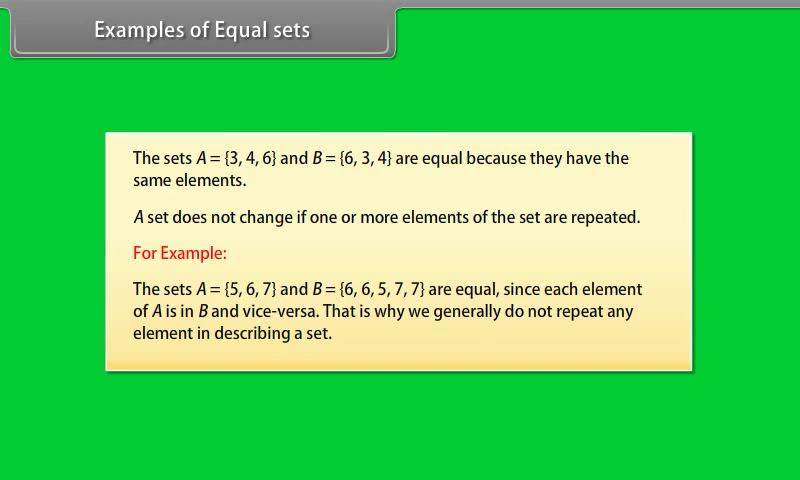 Examples of Equal sets
The sets A = {3, 4, 6} and B = {6, 3, 4} are equal because they have the
same elements.
A set does not change if one or more elements of the set are repeated.
For Example:
The sets A = {5, 6, 7} and B = {6, 6, 5, 7, 7} are equal, since each element
of A is in B and vice-versa. That is why we generally do not repeat any
element in describing a set.